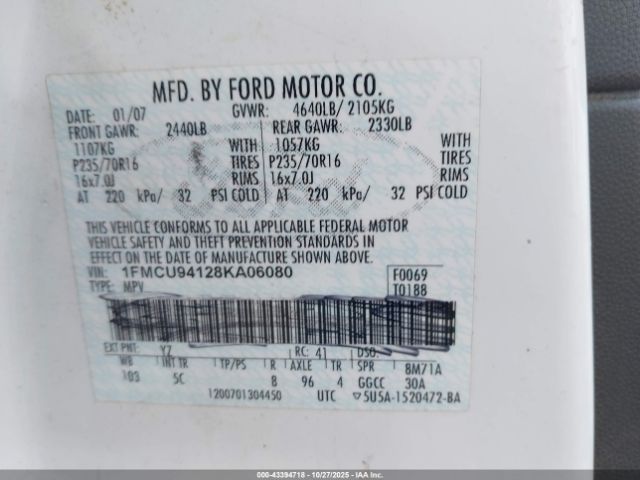 MFD. BY FORD MOTOR CO.
DATE: 01/07 GVWR: 4640LB/ 2105KG
FRONT GAWR: 2440LB REAR GAWR: 2330LB
1107KG WITH 1057KG WITH
P235/70R16 TIRES P235/70R16 TIRES
16x7.0J RIMS 16x7.0J RIMS
AT 220 kPa/ 32 PSI COLD AT 220 kPa/ 32 PSI COLD
THIS VEHICLE CONFORMS TO ALL APPLICABLE FEDERAL MOTOR
VEHICLE SAFETY AND THEFT PREVENTION STANDARDS IN
EFFECT ON THE DATE OF MANUFACTURE SHOWN ABOVE.
VIN: 1FMCU94128KA06080 F0069
TYPE: MPV T0188
EXT PNT: YZ RC: 41 DSO:
WB INT TR TP/PS R AXLE TR SPR 8M71A
103 5C 8 96 4 GGCC 30A
1200701304450 UTC ▽5U5A-1520472-BA
000-43394718 | 10/27/2025 | Copyright © IAA, Inc.